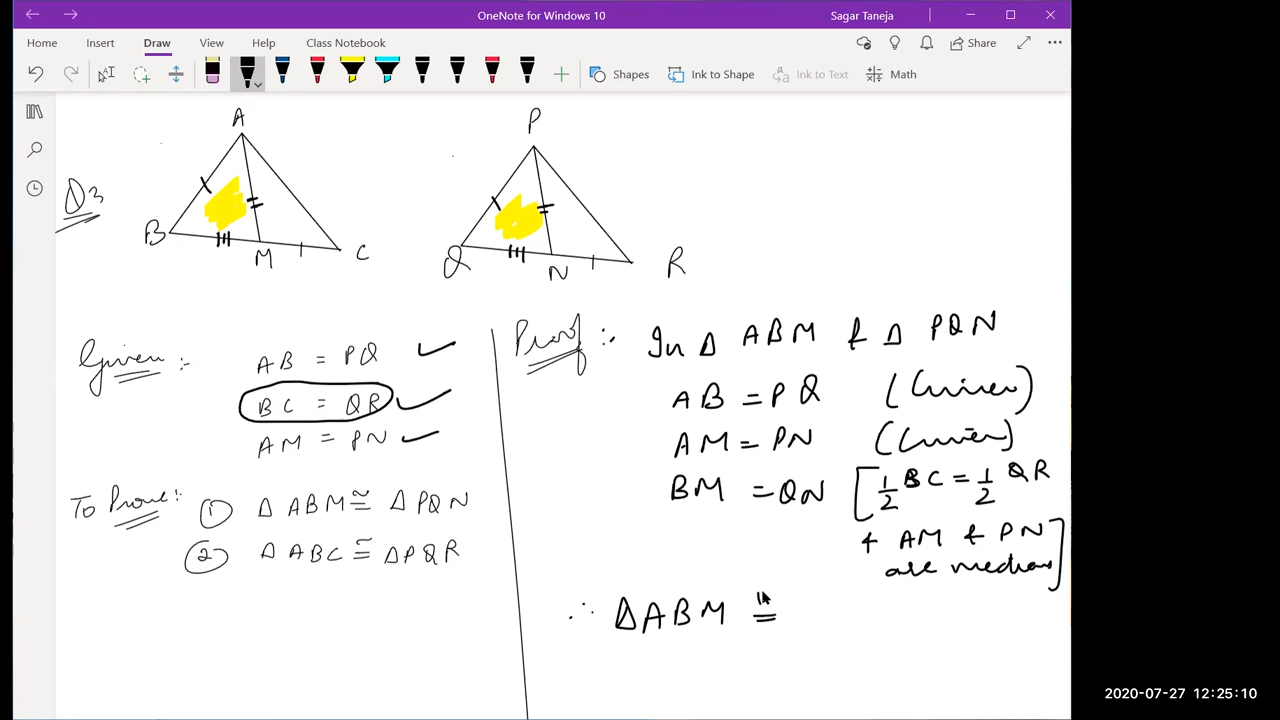 OneNote for Windows 10
Sagar Taneja
Home Insert Draw View Help Class Notebook
Share
Shapes Ink to Shape Ink to Text Math
A P
Q3
B M C
Q N R
Given :-
AB = PQ
BC = QR
AM = PN
To Prove :-
① Δ ABM ≅ Δ PQN
② Δ ABC ≅ Δ PQR
Proof :- In Δ ABM & Δ PQN
AB = PQ (Given)
AM = PN (Given)
BM = QN [1/2 BC = 1/2 QR
+ AM & PN
are median]
∴ ΔABM ≅
2020-07-27 12:25:10